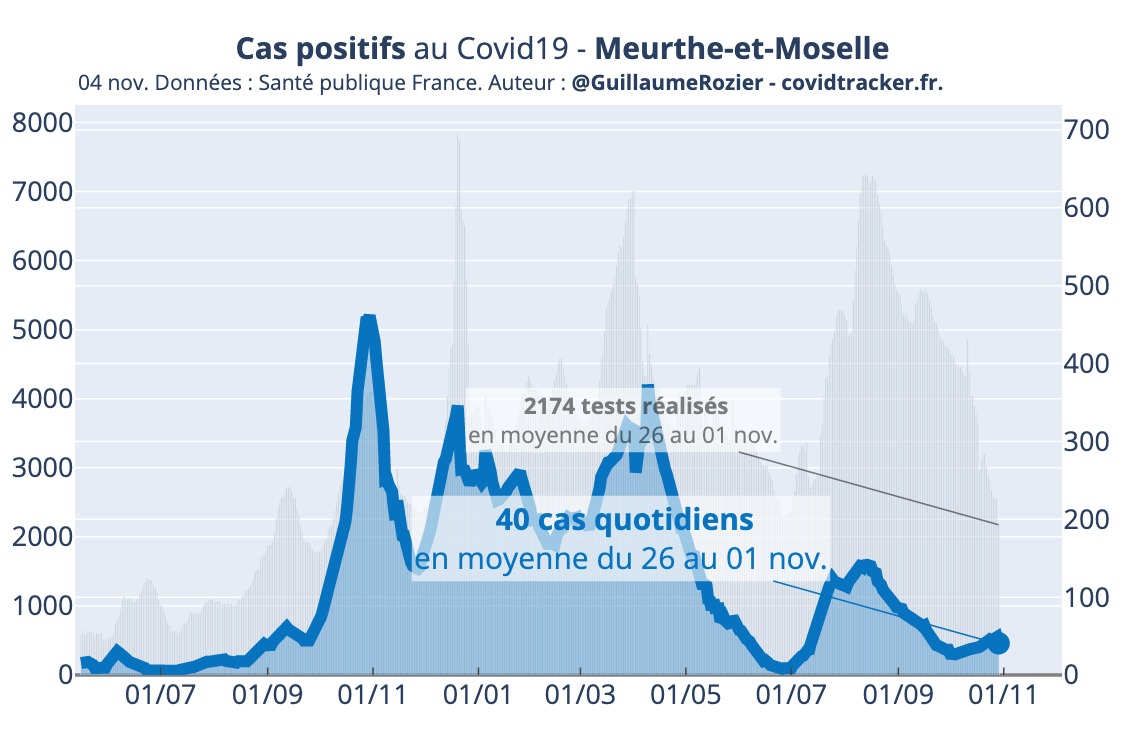 Cas positifs au Covid19 - Meurthe-et-Moselle
04 nov. Données : Santé publique France. Auteur : @GuillaumeRozier - covidtracker.fr.
8000
7000
6000
5000
4000
3000
2000
1000
0
700
600
500
400
300
200
100
0
2174 tests réalisés
en moyenne du 26 au 01 nov.
40 cas quotidiens
en moyenne du 26 au 01 nov.
01/07 01/09 01/11 01/01 01/03 01/05 01/07 01/09 01/11